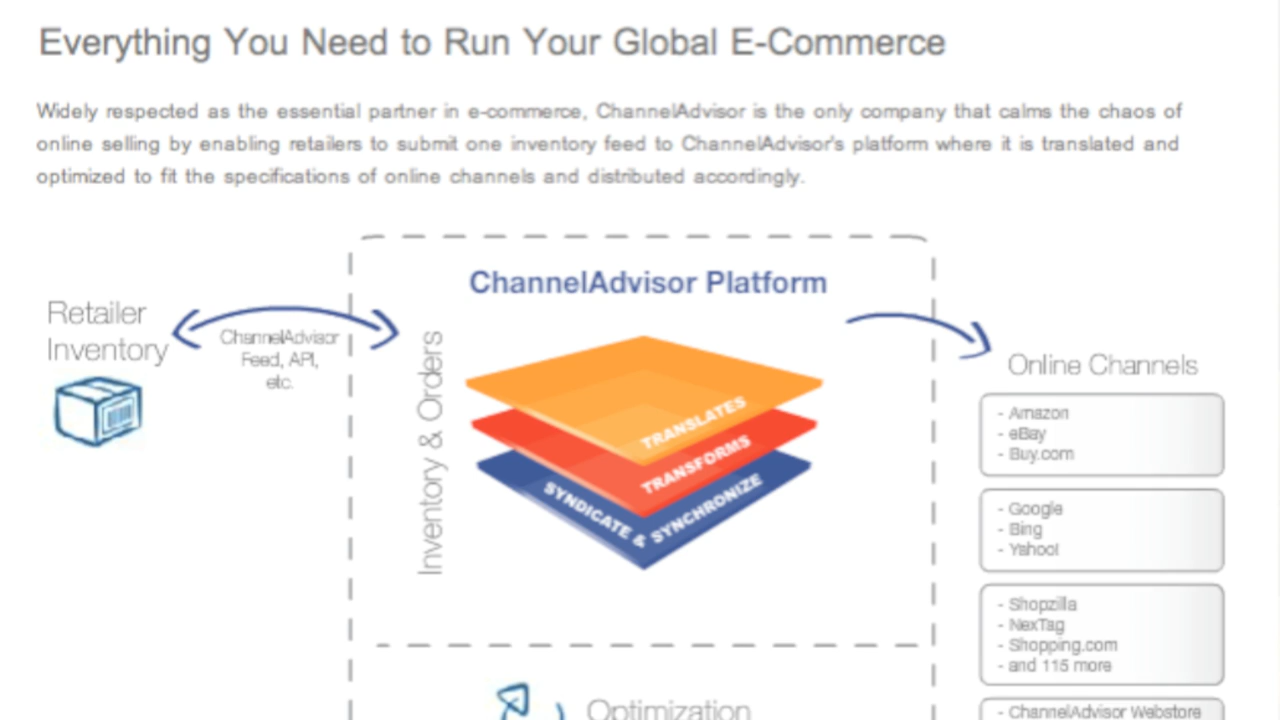 Everything You Need to Run Your Global E-Commerce
Widely respected as the essential partner in e-commerce, ChannelAdvisor is the only company that calms the chaos of
online selling by enabling retailers to submit one inventory feed to ChannelAdvisor's platform where it is translated and
optimized to fit the specifications of online channels and distributed accordingly.
ChannelAdvisor Platform
Retailer
Inventory
ChannelAdvisor
Feed, API,
etc.
Inventory & Orders
TRANSLATES
TRANSFORMS
SYNDICATE & SYNCHRONIZE
Online Channels
- Amazon
- eBay
- Buy.com
- Google
- Bing
- Yahoo!
- Shopzilla
- NexTag
- Shopping.com
- and 115 more
- ChannelAdvisor Webstore
Optimization